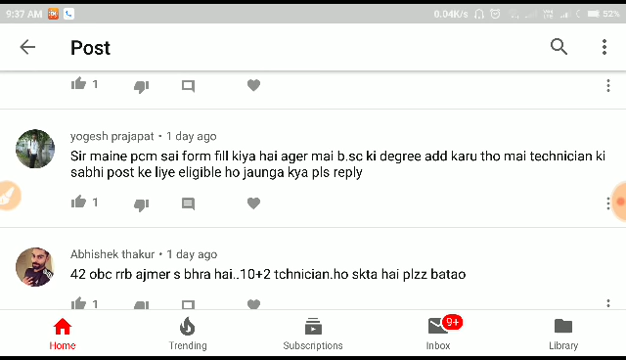 9:37 AM 0.04K/s 52%
Post
1
yogesh prajapat • 1 day ago
Sir maine pcm sai form fill kiya hai ager mai b.sc ki degree add karu tho mai technician ki
sabhi post ke liye eligible ho jaunga kya pls reply
1
Abhishek thakur • 1 day ago
42 obc rrb ajmer s bhra hai..10+2 tchnician.ho skta hai plzz batao
1
9+
Home Trending Subscriptions Inbox Library